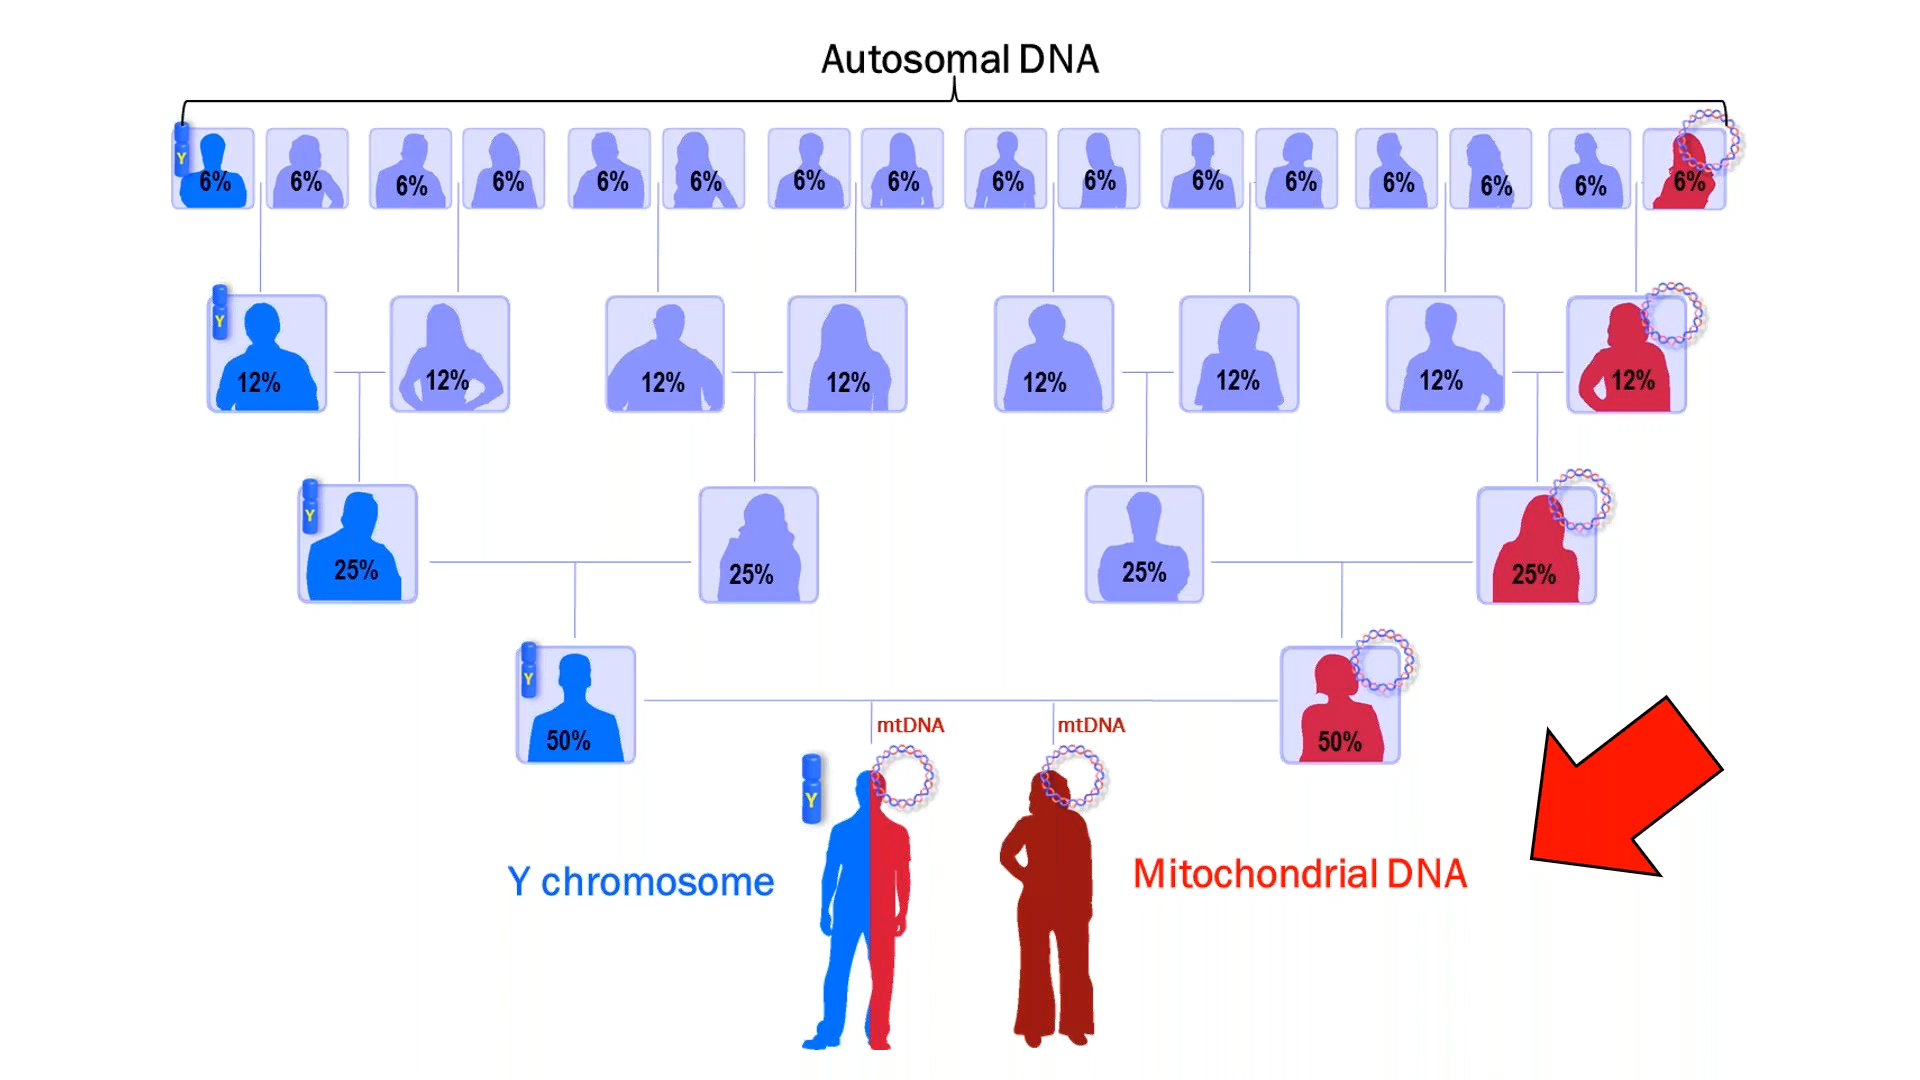 Autosomal DNA
Y 6% 6% 6% 6% 6% 6% 6% 6% 6% 6% 6% 6% 6% 6% 6% 6%
Y 12% 12% 12% 12% 12% 12% 12% 12%
Y 25% 25% 25% 25%
Y 50% 50%
mtDNA mtDNA
Y
Y chromosome Mitochondrial DNA